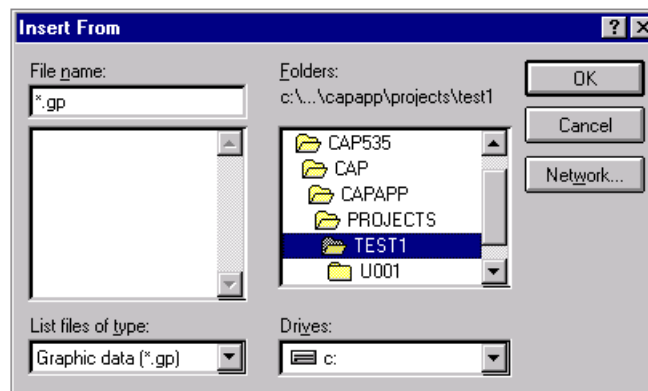 Insert From
File name:
*.gp
Folders:
c:\...\capapp\projects\test1
CAP535
CAP
CAPAPP
PROJECTS
TEST1
U001
OK
Cancel
Network...
List files of type:
Graphic data (*.gp)
Drives:
c: